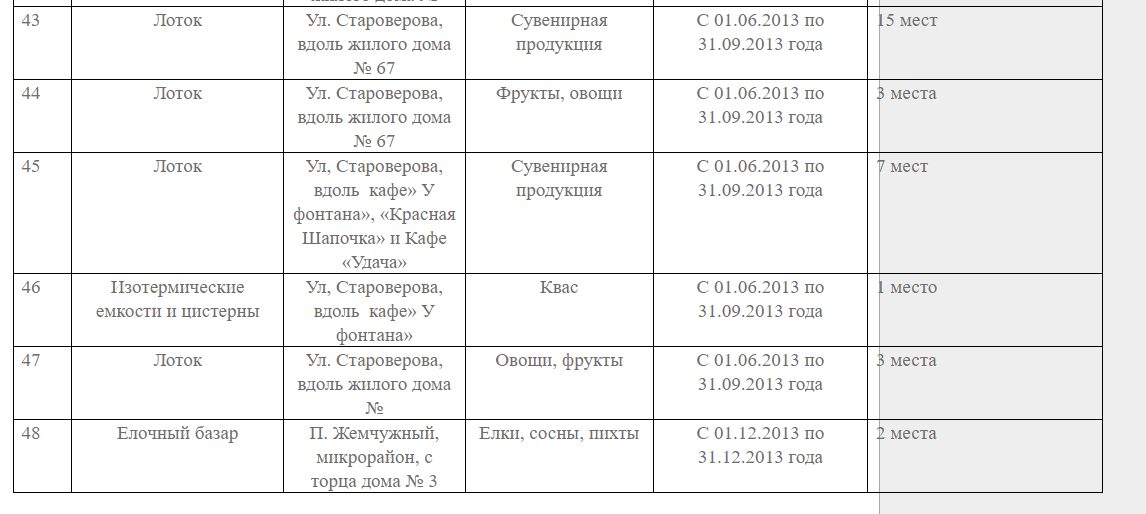 43 Лоток Ул. Староверова, Сувенирная С 01.06.2013 по 15 мест
вдоль жилого дома продукция 31.09.2013 года
№ 67
44 Лоток Ул. Староверова, Фрукты, овощи С 01.06.2013 по 3 места
вдоль жилого дома 31.09.2013 года
№ 67
45 Лоток Ул, Староверова, Сувенирная С 01.06.2013 по 7 мест
вдоль кафе» У продукция 31.09.2013 года
фонтана», «Красная
Шапочка» и Кафе
«Удача»
46 Изотермические Ул, Староверова, Квас С 01.06.2013 по 1 место
емкости и цистерны вдоль кафе» У 31.09.2013 года
фонтана»
47 Лоток Ул. Староверова, Овощи, фрукты С 01.06.2013 по 3 места
вдоль жилого дома 31.09.2013 года
№
48 Елочный базар П. Жемчужный, Елки, сосны, пихты С 01.12.2013 по 2 места
микрорайон, с 31.12.2013 года
торца дома № 3